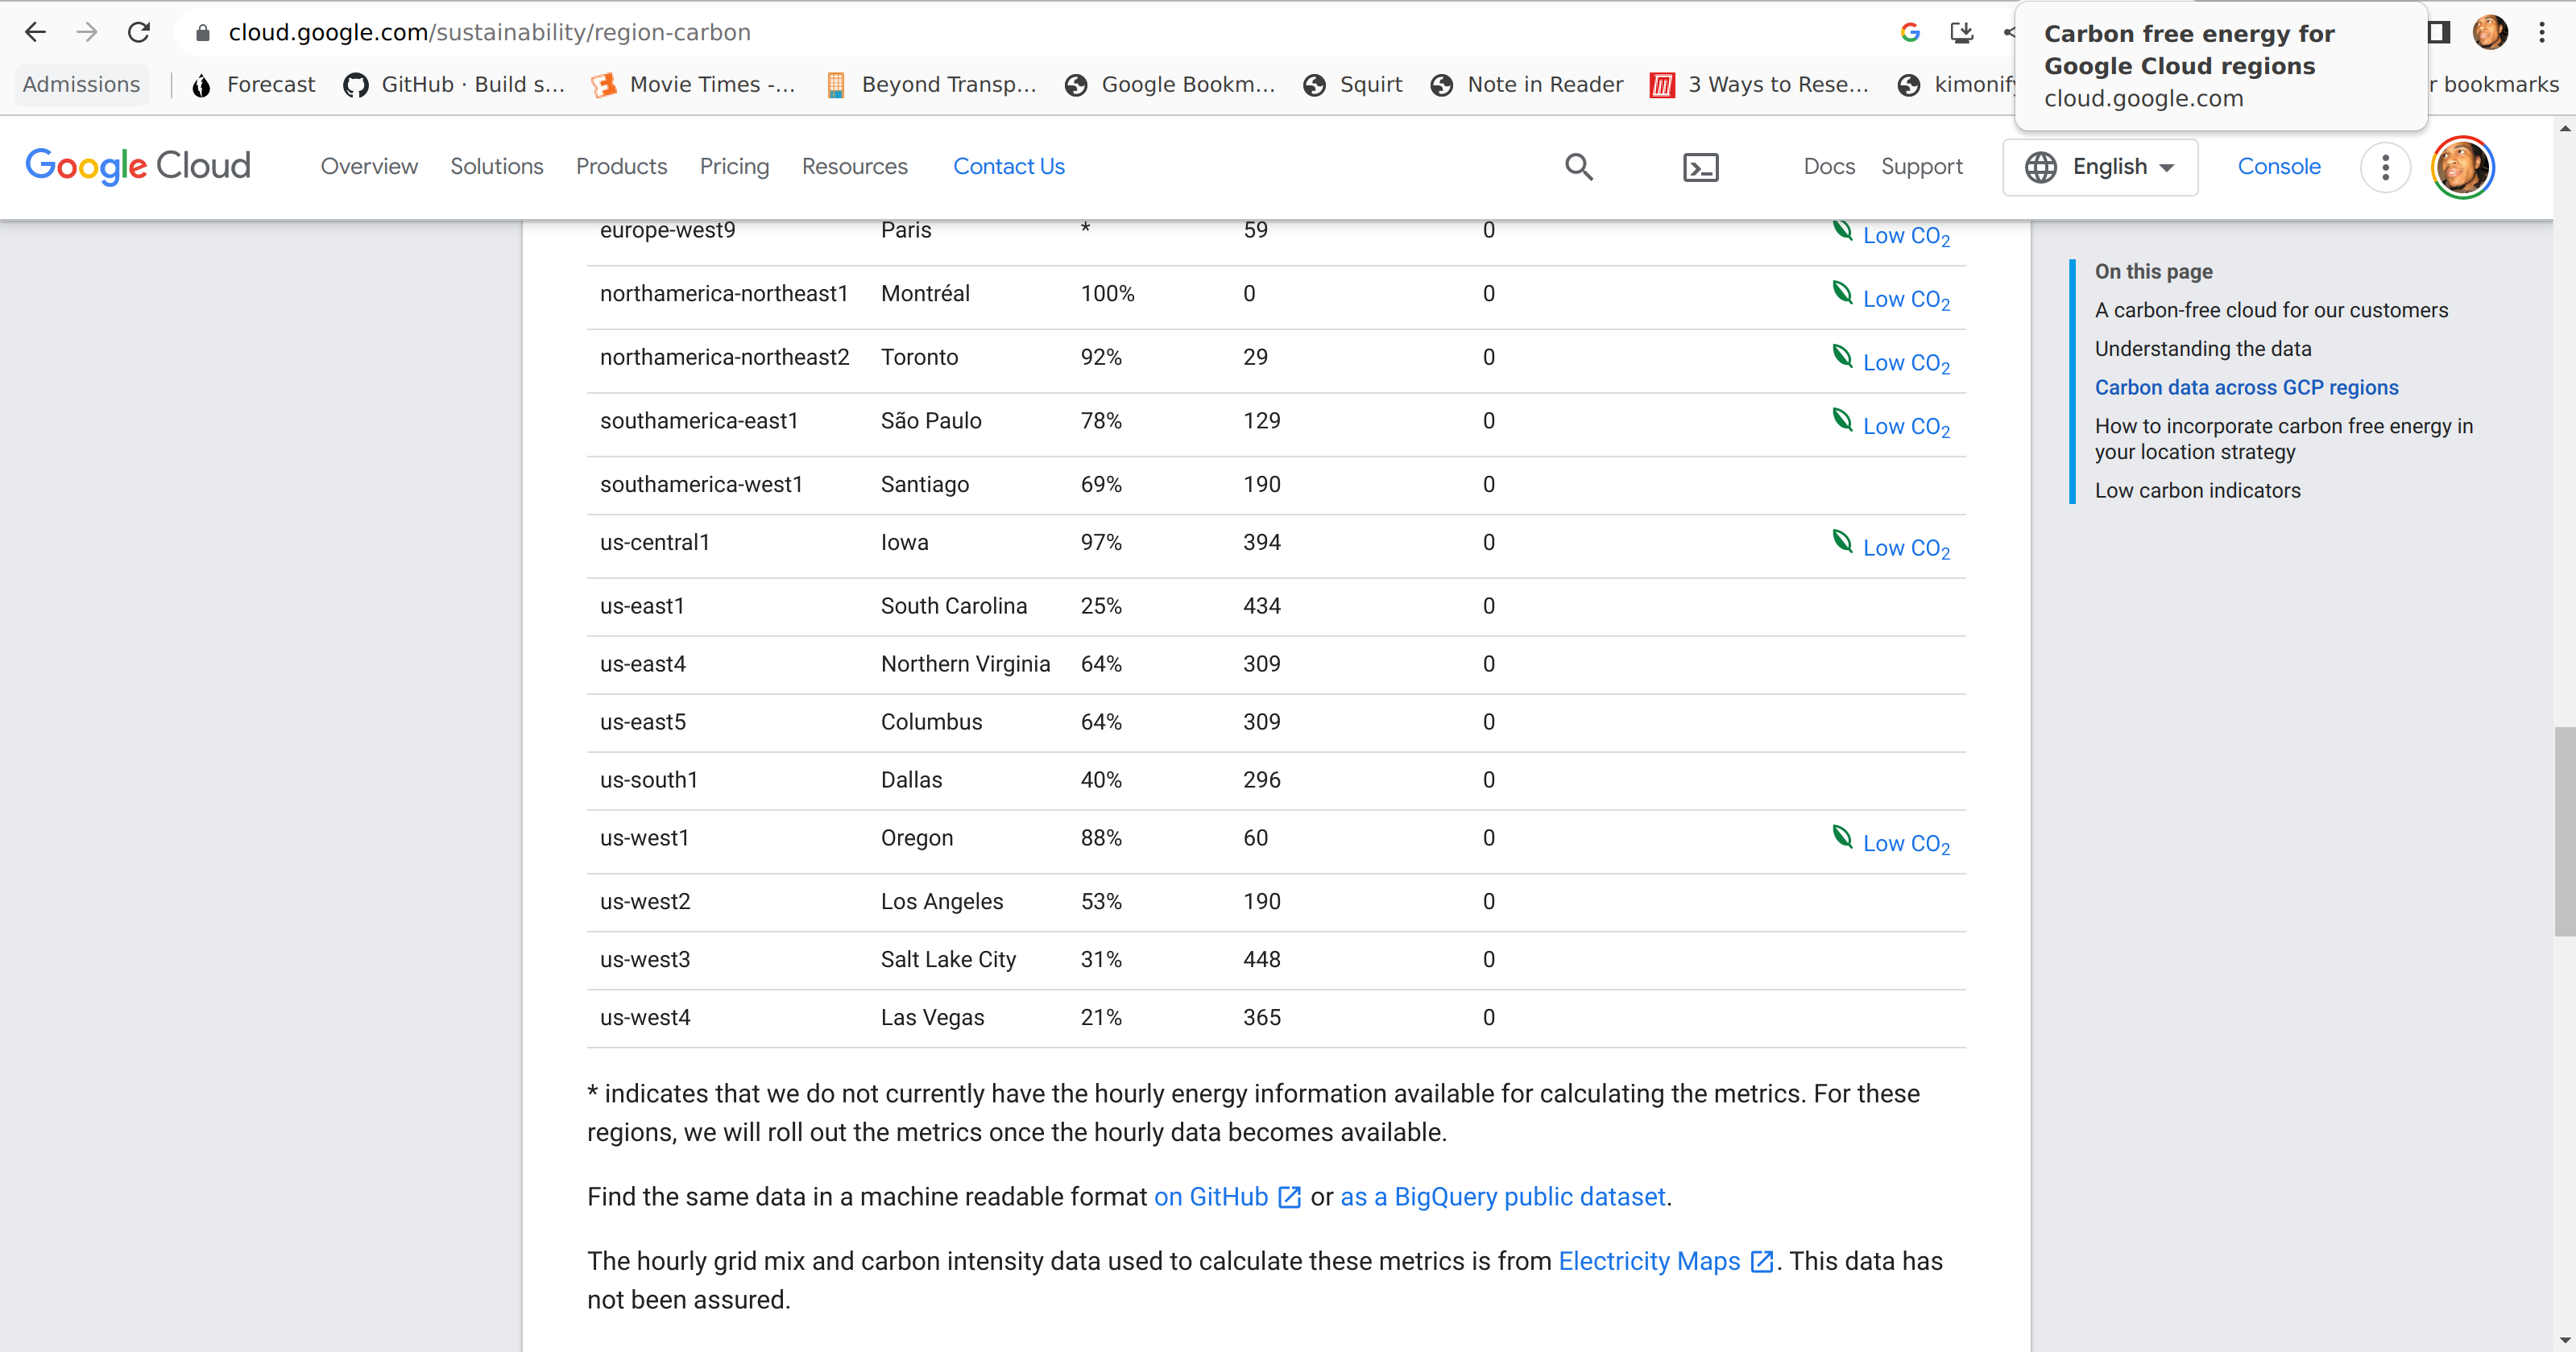 cloud.google.com/sustainability/region-carbon
Carbon free energy for
Google Cloud regions
cloud.google.com
Admissions
Forecast
GitHub · Build s...
Movie Times -...
Beyond Transp...
Google Bookm...
Squirt
Note in Reader
3 Ways to Rese...
kimonify
r bookmarks
Google Cloud
Overview
Solutions
Products
Pricing
Resources
Contact Us
Docs
Support
English
Console
europe-west9 Paris * 59 0 Low CO2
northamerica-northeast1 Montréal 100% 0 0 Low CO2
northamerica-northeast2 Toronto 92% 29 0 Low CO2
southamerica-east1 São Paulo 78% 129 0 Low CO2
southamerica-west1 Santiago 69% 190 0
us-central1 Iowa 97% 394 0 Low CO2
us-east1 South Carolina 25% 434 0
us-east4 Northern Virginia 64% 309 0
us-east5 Columbus 64% 309 0
us-south1 Dallas 40% 296 0
us-west1 Oregon 88% 60 0 Low CO2
us-west2 Los Angeles 53% 190 0
us-west3 Salt Lake City 31% 448 0
us-west4 Las Vegas 21% 365 0
* indicates that we do not currently have the hourly energy information available for calculating the metrics. For these
regions, we will roll out the metrics once the hourly data becomes available.
Find the same data in a machine readable format on GitHub or as a BigQuery public dataset.
The hourly grid mix and carbon intensity data used to calculate these metrics is from Electricity Maps. This data has
not been assured.
On this page
A carbon-free cloud for our customers
Understanding the data
Carbon data across GCP regions
How to incorporate carbon free energy in
your location strategy
Low carbon indicators